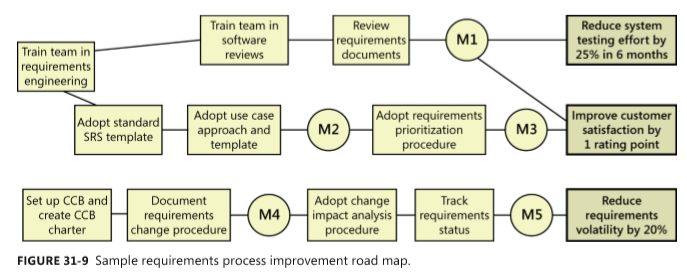 Train team in
requirements
engineering
Train team in
software
reviews
Review
requirements
documents
M1
Reduce system
testing effort by
25% in 6 months
Adopt standard
SRS template
Adopt use case
approach and
template
M2
Adopt requirements
prioritization
procedure
M3
Improve customer
satisfaction by
1 rating point
Set up CCB and
create CCB
charter
Document
requirements
change procedure
M4
Adopt change
impact analysis
procedure
Track
requirements
status
M5
Reduce
requirements
volatility by 20%
FIGURE 31-9 Sample requirements process improvement road map.